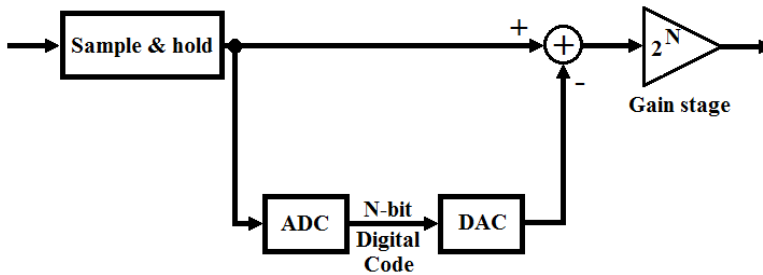 Sample & hold
+
+
-
2^N
Gain stage
ADC
N-bit
Digital
Code
DAC